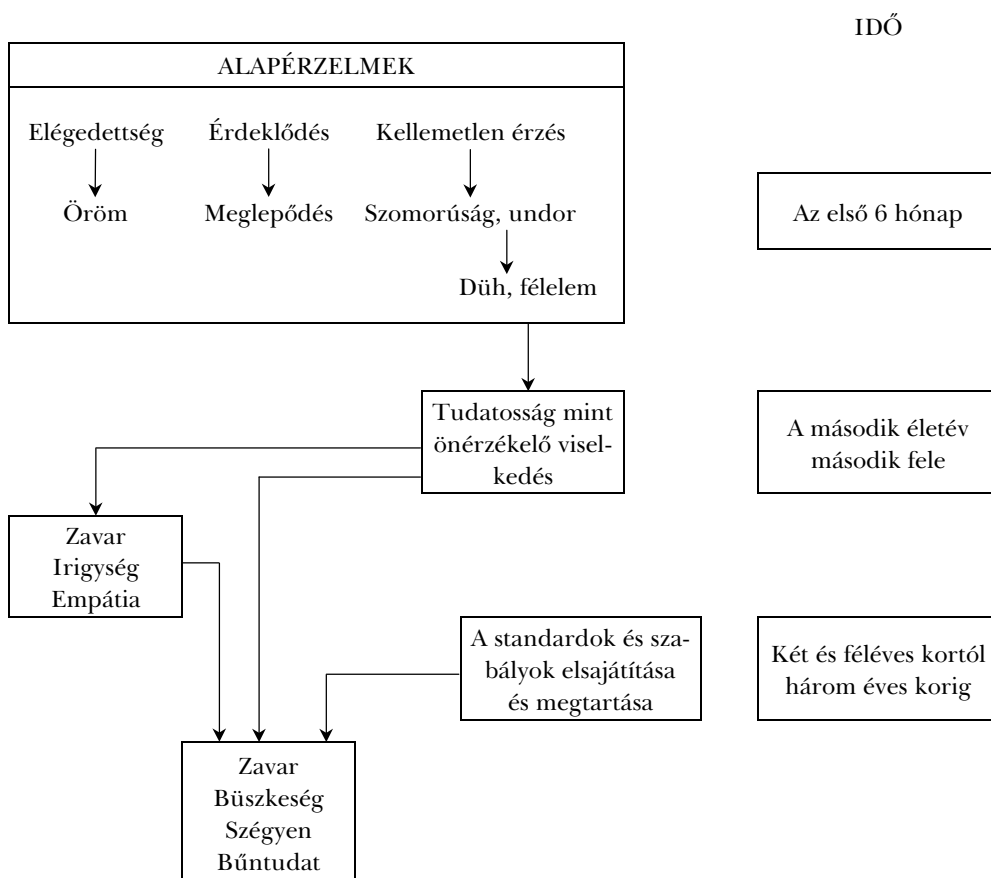 IDŐ
ALAPÉRZELMEK
Elégedettség Érdeklődés Kellemetlen érzés
Öröm Meglepődés Szomorúság, undor
Düh, félelem
Az első 6 hónap
Tudatosság mint
önérzékelő visel-
kedés
A második életév
második fele
Zavar
Irigység
Empátia
A standardok és sza-
bályok elsajátítása
és megtartása
Két és féléves kortól
három éves korig
Zavar
Büszkeség
Szégyen
Bűntudat